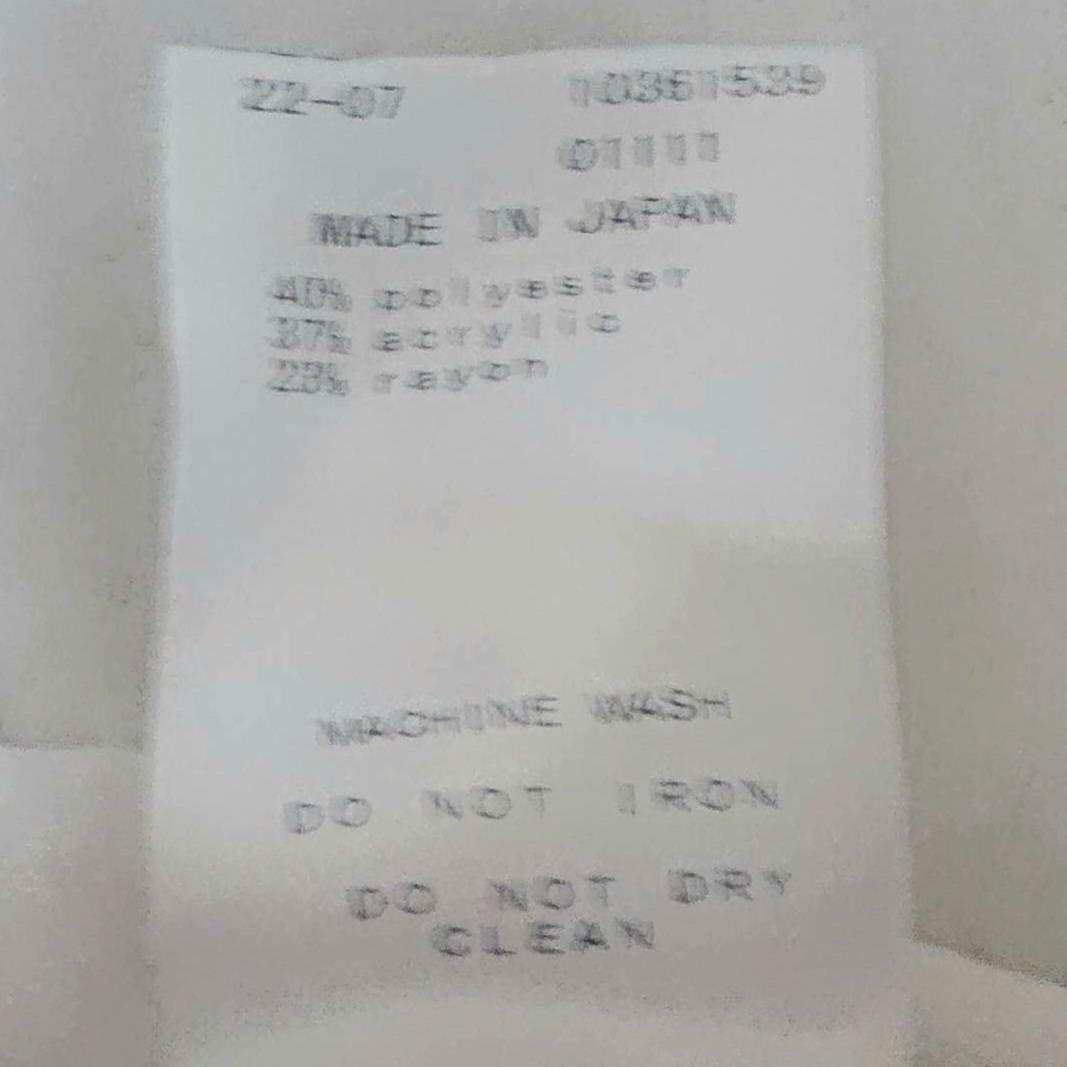 22-07 10361539
01111
MADE IN JAPAN
40% polyester
37% acrylic
23% rayon
MACHINE WASH
DO NOT IRON
DO NOT DRY
CLEAN